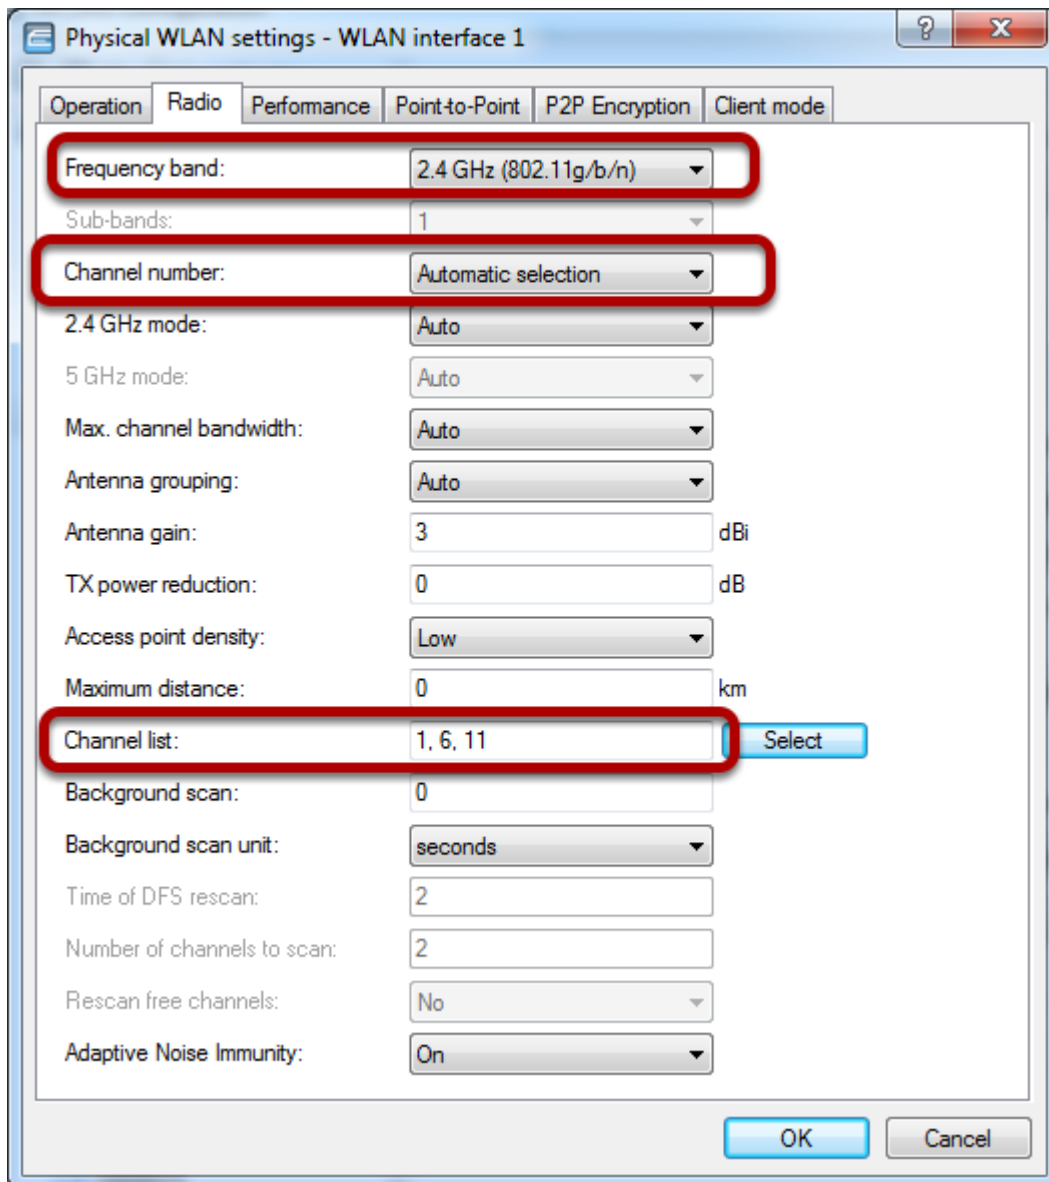 Physical WLAN settings - WLAN interface 1
Operation Radio Performance Point-to-Point P2P Encryption Client mode
Frequency band: 2.4 GHz (802.11g/b/n)
Sub-bands: 1
Channel number: Automatic selection
2.4 GHz mode: Auto
5 GHz mode: Auto
Max. channel bandwidth: Auto
Antenna grouping: Auto
Antenna gain: 3 dBi
TX power reduction: 0 dB
Access point density: Low
Maximum distance: 0 km
Channel list: 1, 6, 11 Select
Background scan: 0
Background scan unit: seconds
Time of DFS rescan: 2
Number of channels to scan: 2
Rescan free channels: No
Adaptive Noise Immunity: On
OK Cancel